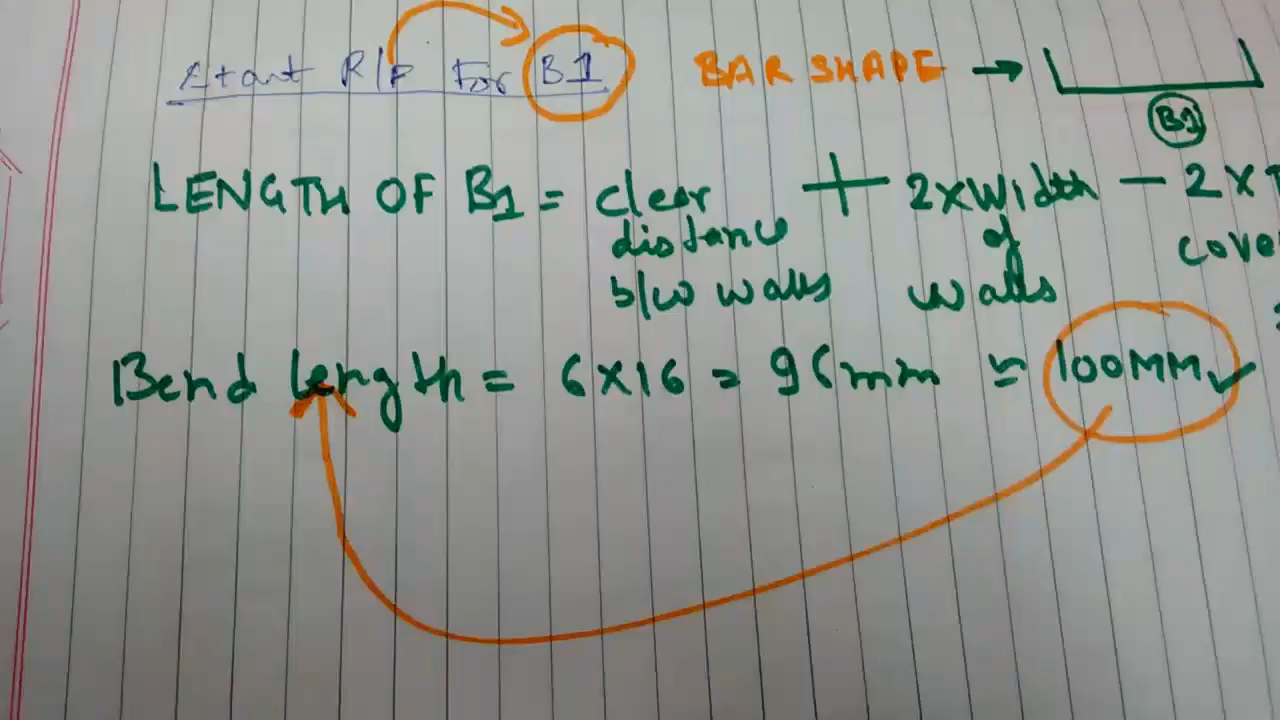 Start R/F For B1 BAR SHAPE →
B1
LENGTH OF B1 = clear + 2xWidth - 2x
distance of cove
b/w walls walls
Bend length = 6x16 = 96mm ≃ 100MM